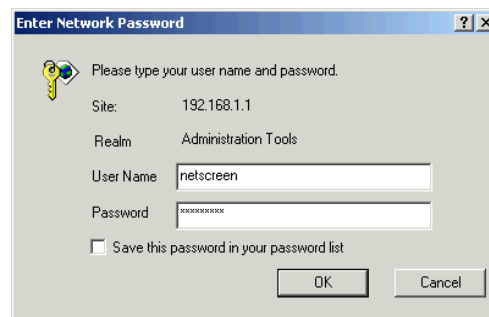 Enter Network Password
Please type your user name and password.
Site: 192.168.1.1
Realm Administration Tools
User Name netscreen
Password xxxxxxxxx
Save this password in your password list
OK Cancel